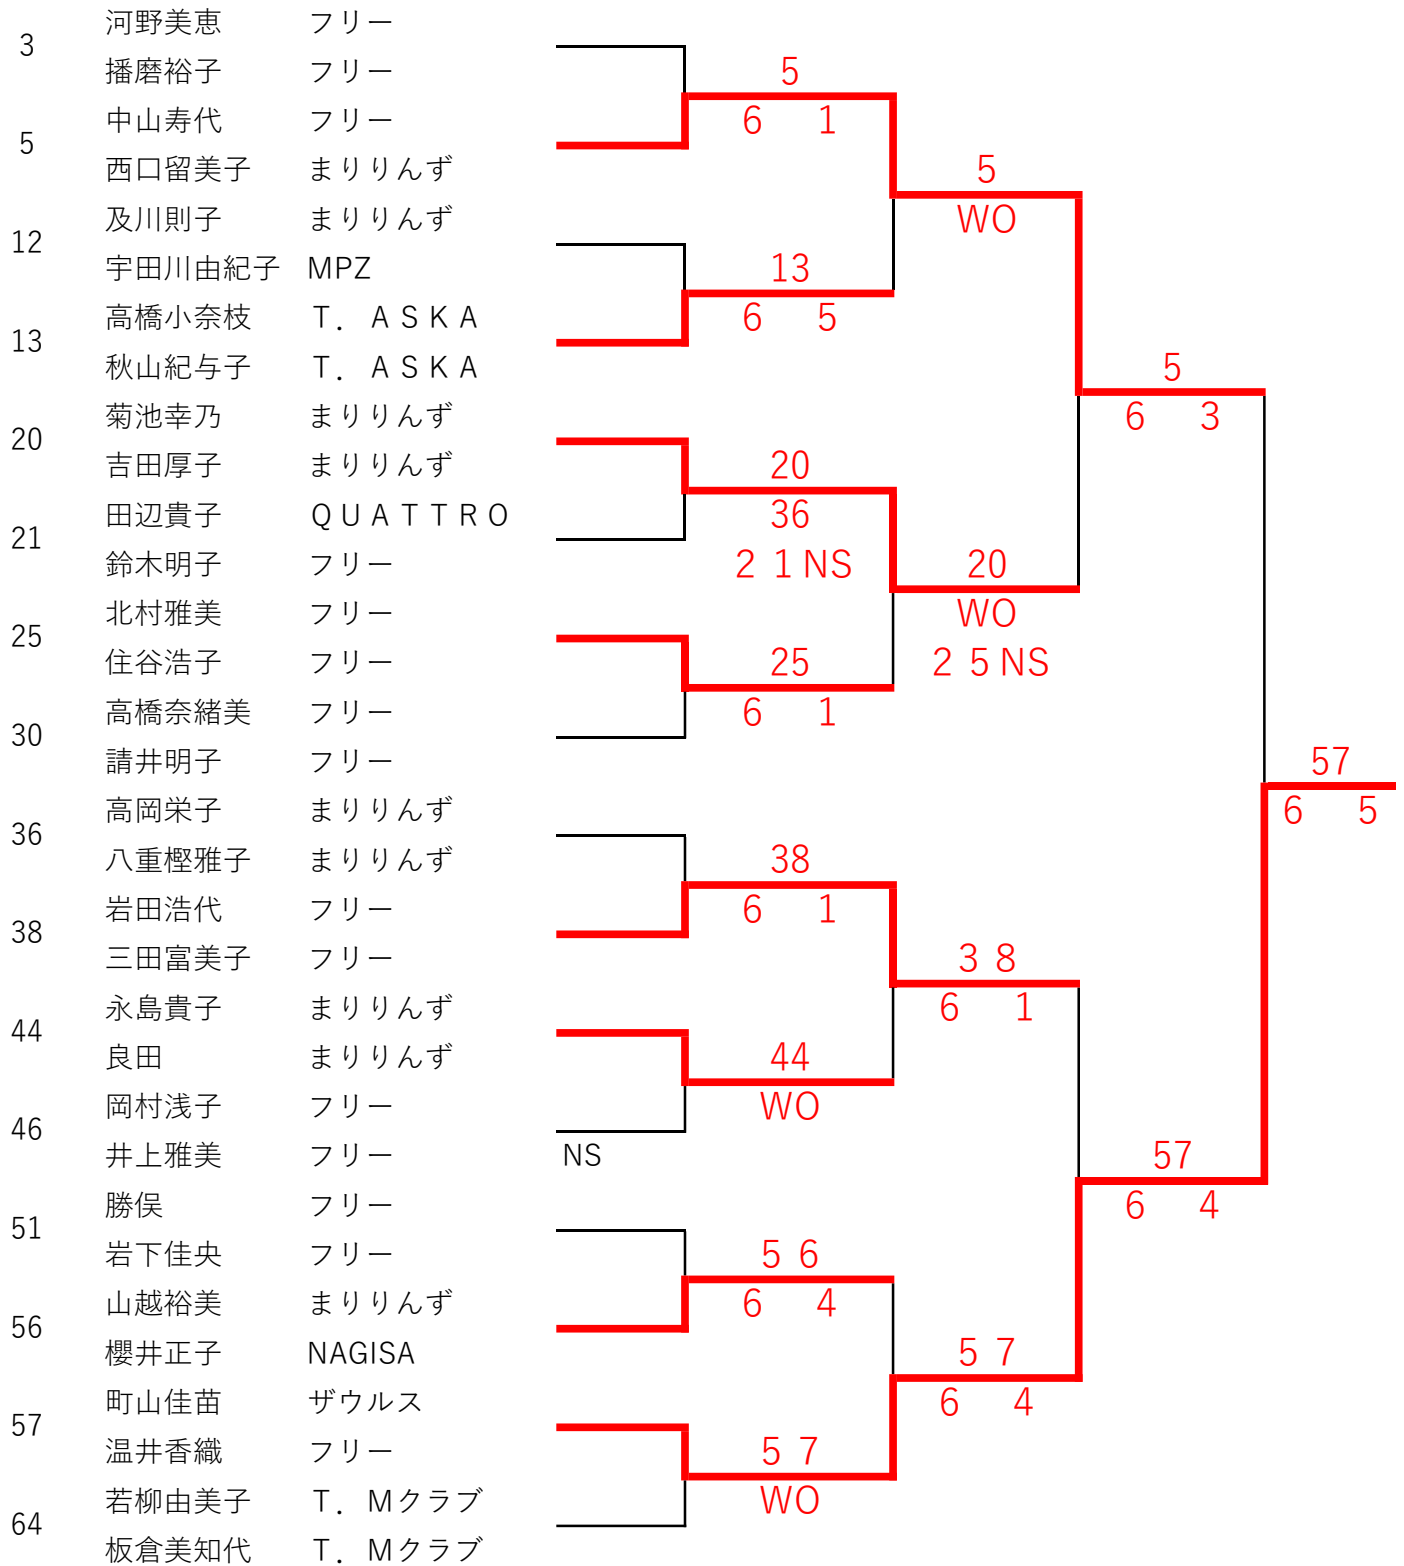 河野美恵 フリー
3
播磨裕子 フリー 5
中山寿代 フリー 6 1
5
西口留美子 まりりんず 5
及川則子 まりりんず WO
12
宇田川由紀子 MPZ 13
高橋小奈枝 T．ＡＳＫＡ 6 5
13
秋山紀与子 T．ＡＳＫＡ 5
菊池幸乃 まりりんず 6 3
20
吉田厚子 まりりんず 20
田辺貴子 ＱＵＡＴＴＲＯ 36
21
鈴木明子 フリー ２１NS 20
北村雅美 フリー WO
25
住谷浩子 フリー 25 ２５NS
高橋奈緒美 フリー 6 1
30
請井明子 フリー 57
高岡栄子 まりりんず 6 5
36
八重樫雅子 まりりんず 38
岩田浩代 フリー 6 1
38
三田富美子 フリー ３８
永島貴子 まりりんず 6 1
44
良田 まりりんず 44
岡村浅子 フリー WO
46
井上雅美 フリー NS 57
勝俣 フリー 6 4
51
岩下佳央 フリー ５６
山越裕美 まりりんず 6 4
56
櫻井正子 NAGISA ５７
町山佳苗 ザウルス 6 4
57
温井香織 フリー ５７
若柳由美子 T．Mクラブ WO
64
板倉美知代 T．Mクラブ